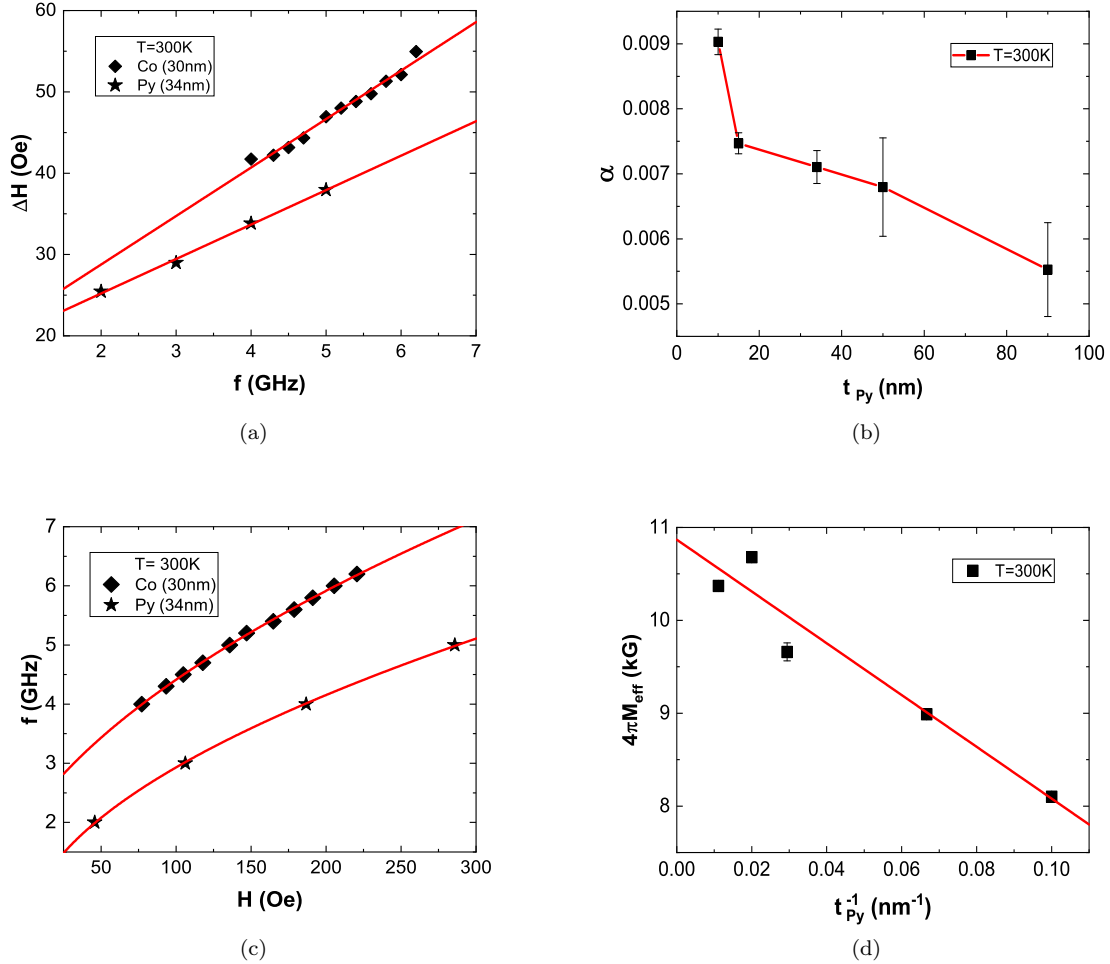 60
50
40
30
20
ΔH (Oe)
T=300K
Co (30nm)
Py (34nm)
2 3 4 5 6 7
f (GHz)
(a)
0.009
0.008
0.007
0.006
0.005
α
T=300K
0 20 40 60 80 100
t Py (nm)
(b)
7
6
5
4
3
2
f (GHz)
T= 300K
Co (30nm)
Py (34nm)
50 100 150 200 250 300
H (Oe)
(c)
11
10
9
8
4πM_eff (kG)
T=300K
0.00 0.02 0.04 0.06 0.08 0.10
t_Py^-1 (nm^-1)
(d)